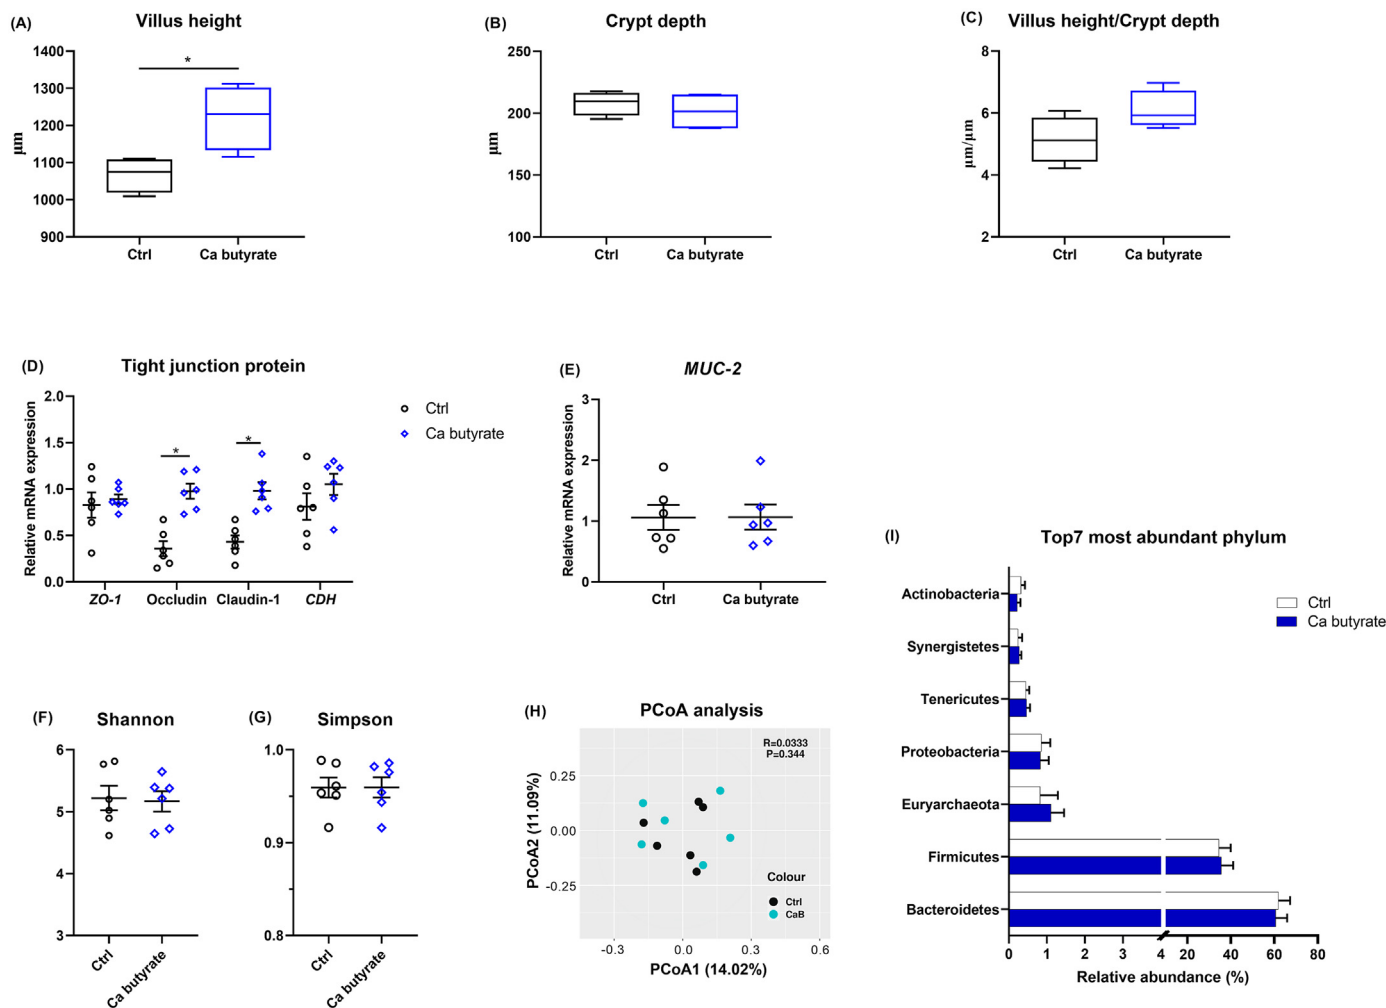 (A)
Villus height
1400
1300
1200
1100
1000
900
μm
*
Ctrl
Ca butyrate
(B)
Crypt depth
250
200
150
100
μm
Ctrl
Ca butyrate
(C)
Villus height/Crypt depth
8
6
4
2
μm/μm
Ctrl
Ca butyrate
(D)
Tight junction protein
2.0
1.5
1.0
0.5
0.0
Relative mRNA expression
*
*
ZO-1
Occludin
Claudin-1
CDH
Ctrl
Ca butyrate
(E)
MUC-2
3
2
1
0
Relative mRNA expression
Ctrl
Ca butyrate
(F)
Shannon
6
5
4
3
Ctrl
Ca butyrate
(G)
Simpson
1.0
0.9
0.8
Ctrl
Ca butyrate
(H)
PCoA analysis
R=0.0333
P=0.344
0.25
0.00
-0.25
PCoA2 (11.09%)
Colour
Ctrl
CaB
-0.3
0.0
0.3
0.6
PCoA1 (14.02%)
(I)
Top7 most abundant phylum
Ctrl
Ca butyrate
Actinobacteria
Synergistetes
Tenericutes
Proteobacteria
Euryarchaeota
Firmicutes
Bacteroidetes
0
1
2
3
4
20
40
60
80
Relative abundance (%)